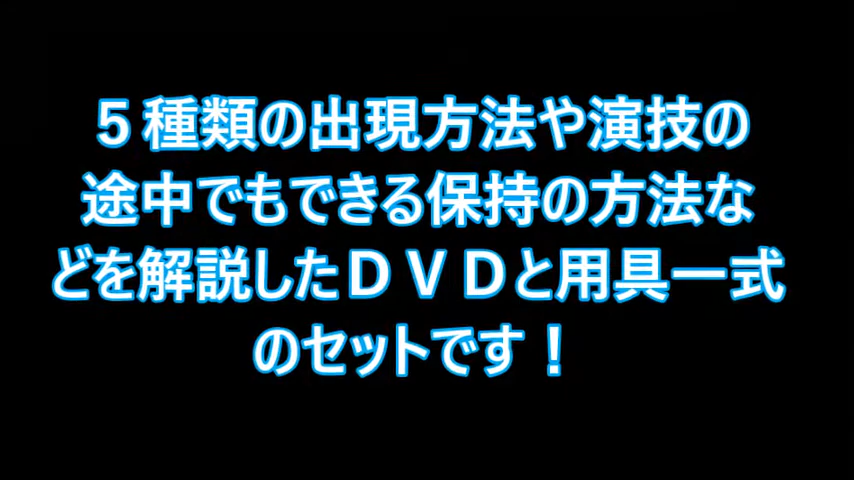 ５種類の出現方法や演技の
途中でもできる保持の方法な
どを解説したＤＶＤと用具一式
のセットです！